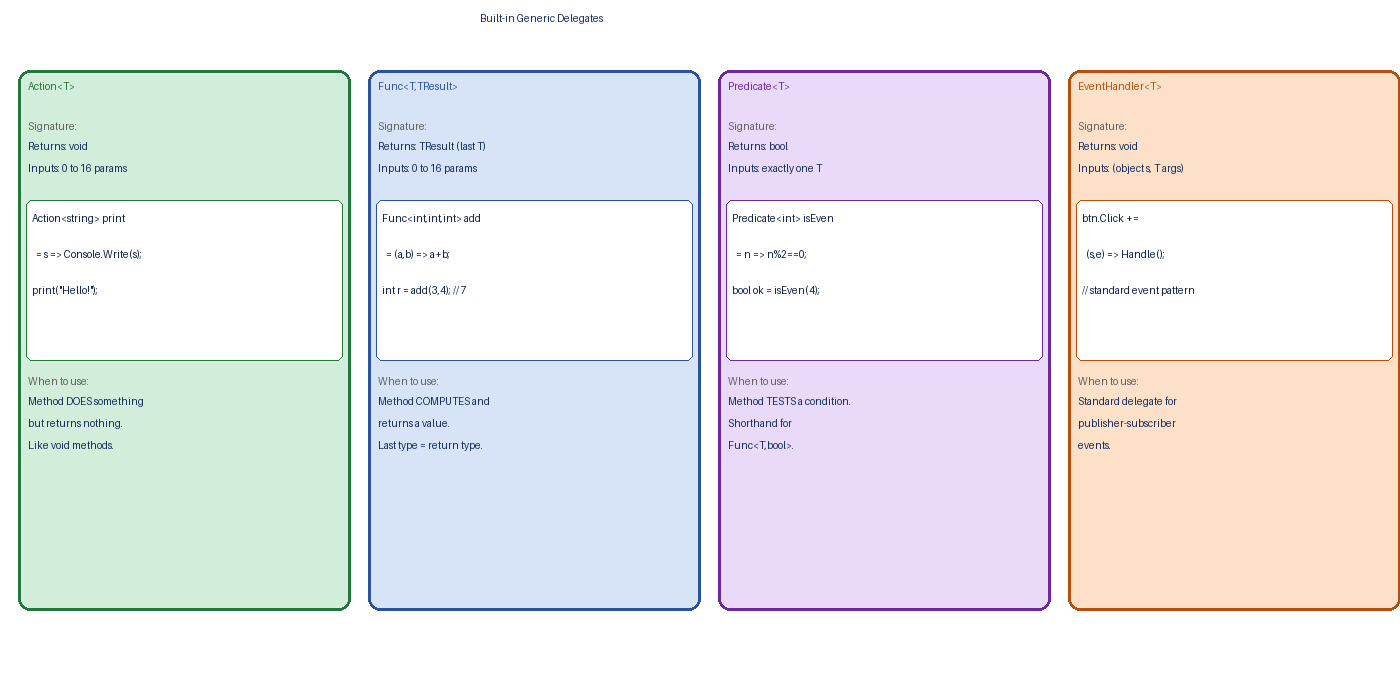 Built-in Generic Delegates
Action<T>
Signature:
Returns: void
Inputs: 0 to 16 params
Action<string> print
= s => Console.Write(s);
print("Hello!");
When to use:
Method DOES something
but returns nothing.
Like void methods.
Func<T,TResult>
Signature:
Returns: TResult (last T)
Inputs: 0 to 16 params
Func<int,int,int> add
= (a,b) => a+b;
int r = add(3,4); // 7
When to use:
Method COMPUTES and
returns a value.
Last type = return type.
Predicate<T>
Signature:
Returns: bool
Inputs: exactly one T
Predicate<int> isEven
= n => n%2==0;
bool ok = isEven(4);
When to use:
Method TESTS a condition.
Shorthand for
Func<T,bool>.
EventHandler<T>
Signature:
Returns: void
Inputs: (object s, T args)
btn.Click +=
(s,e) => Handle();
// standard event pattern
When to use:
Standard delegate for
publisher-subscriber
events.